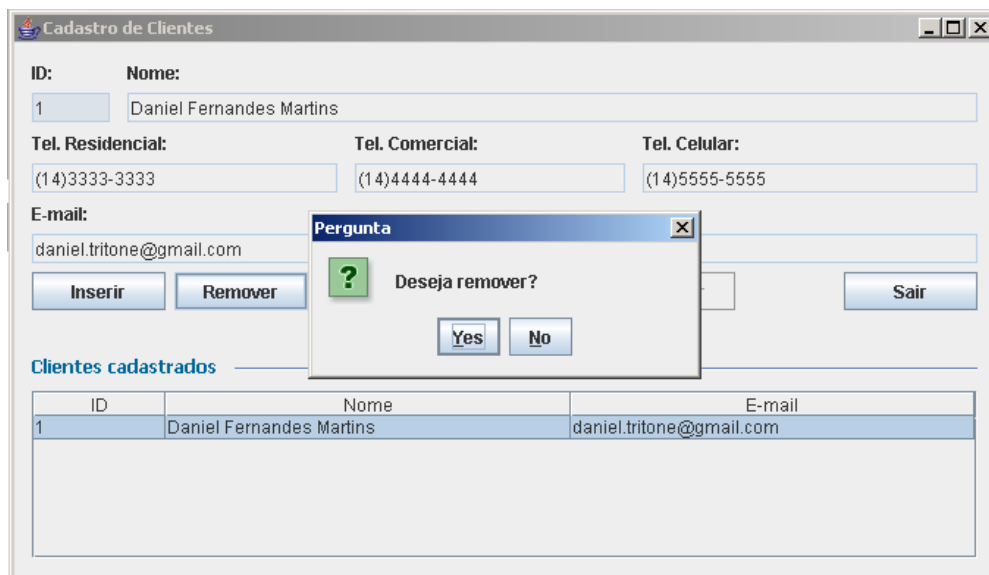 Cadastro de Clientes
ID: Nome:
1 Daniel Fernandes Martins
Tel. Residencial: Tel. Comercial: Tel. Celular:
(14)3333-3333 (14)4444-4444 (14)5555-5555
E-mail:
daniel.tritone@gmail.com
Pergunta
Deseja remover?
Yes No
Inserir Remover Sair
Clientes cadastrados
ID Nome E-mail
1 Daniel Fernandes Martins daniel.tritone@gmail.com